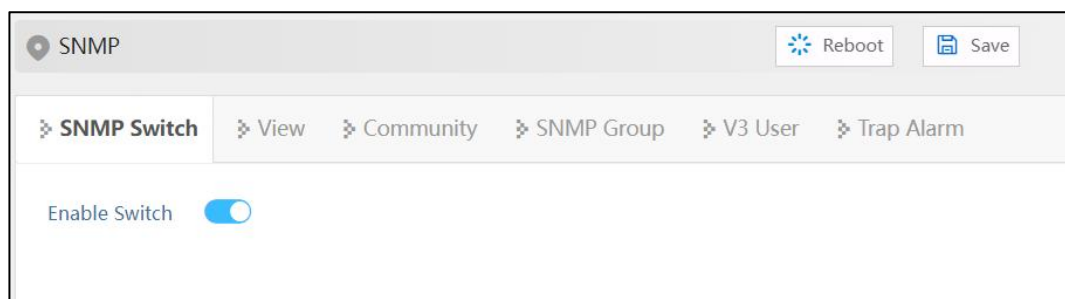 SNMP Reboot Save
SNMP Switch View Community SNMP Group V3 User Trap Alarm
Enable Switch